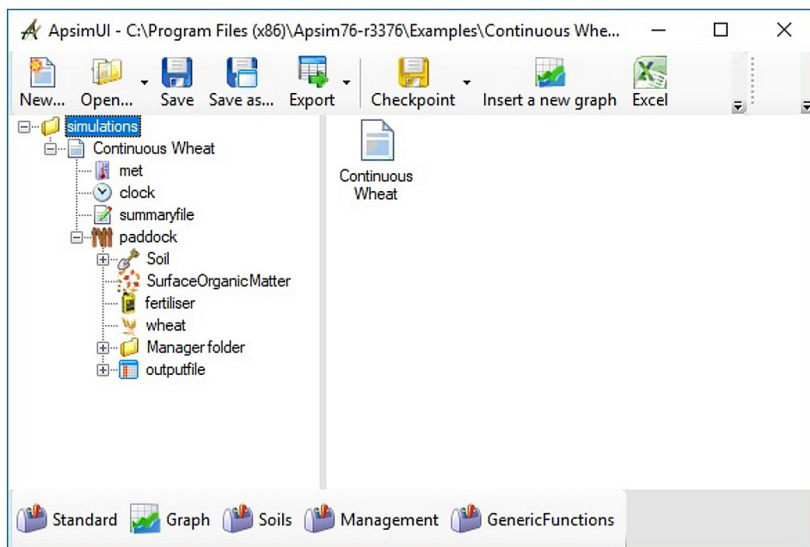 ApsimUI - C:\Program Files (x86)\Apsim76-r3376\Examples\Continuous Whe...
New... Open... Save Save as... Export Checkpoint Insert a new graph Excel
simulations
Continuous Wheat
met
clock
summaryfile
paddock
Soil
SurfaceOrganicMatter
fertiliser
wheat
Manager folder
outputfile
Continuous
Wheat
Standard Graph Soils Management GenericFunctions